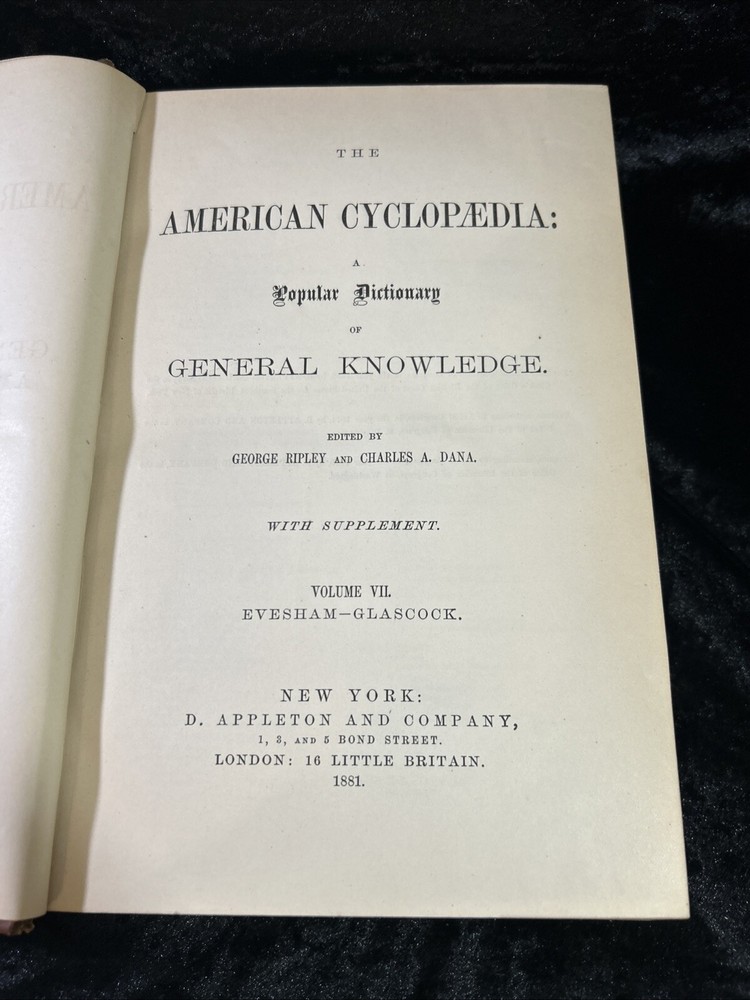 THE
AMERICAN CYCLOPÆDIA:
A
Popular Dictionary
OF
GENERAL KNOWLEDGE.
EDITED BY
GEORGE RIPLEY AND CHARLES A. DANA.
WITH SUPPLEMENT.
VOLUME VII.
EVESHAM—GLASCOCK.
NEW YORK:
D. APPLETON AND COMPANY,
1, 3, AND 5 BOND STREET.
LONDON: 16 LITTLE BRITAIN.
1881.